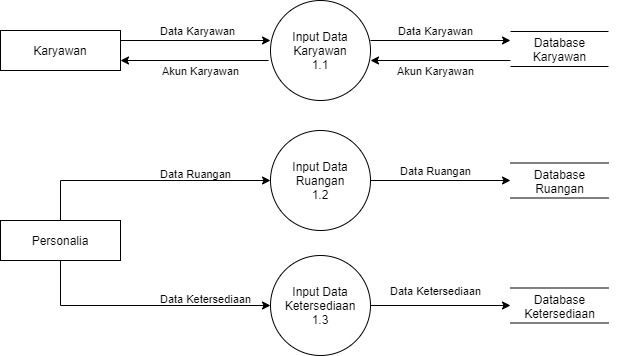 Karyawan
Data Karyawan
Akun Karyawan
Input Data
Karyawan
1.1
Data Karyawan
Akun Karyawan
Database
Karyawan
Personalia
Data Ruangan
Input Data
Ruangan
1.2
Data Ruangan
Database
Ruangan
Data Ketersediaan
Input Data
Ketersediaan
1.3
Data Ketersediaan
Database
Ketersediaan